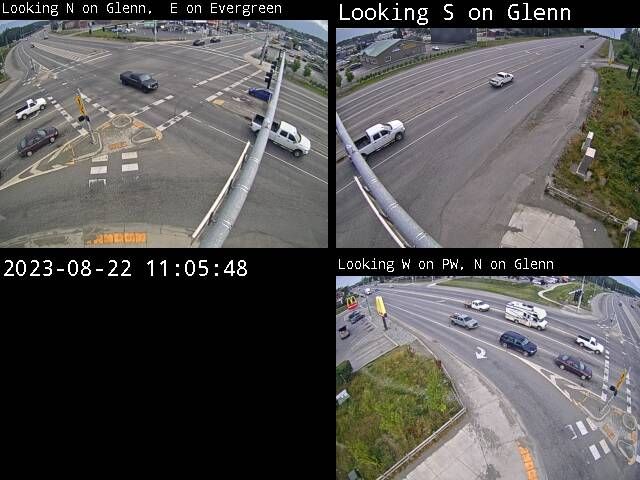 Looking N on Glenn,  E on Evergreen
Looking S on Glenn
2023-08-22 11:05:48
Looking W on PW, N on Glenn